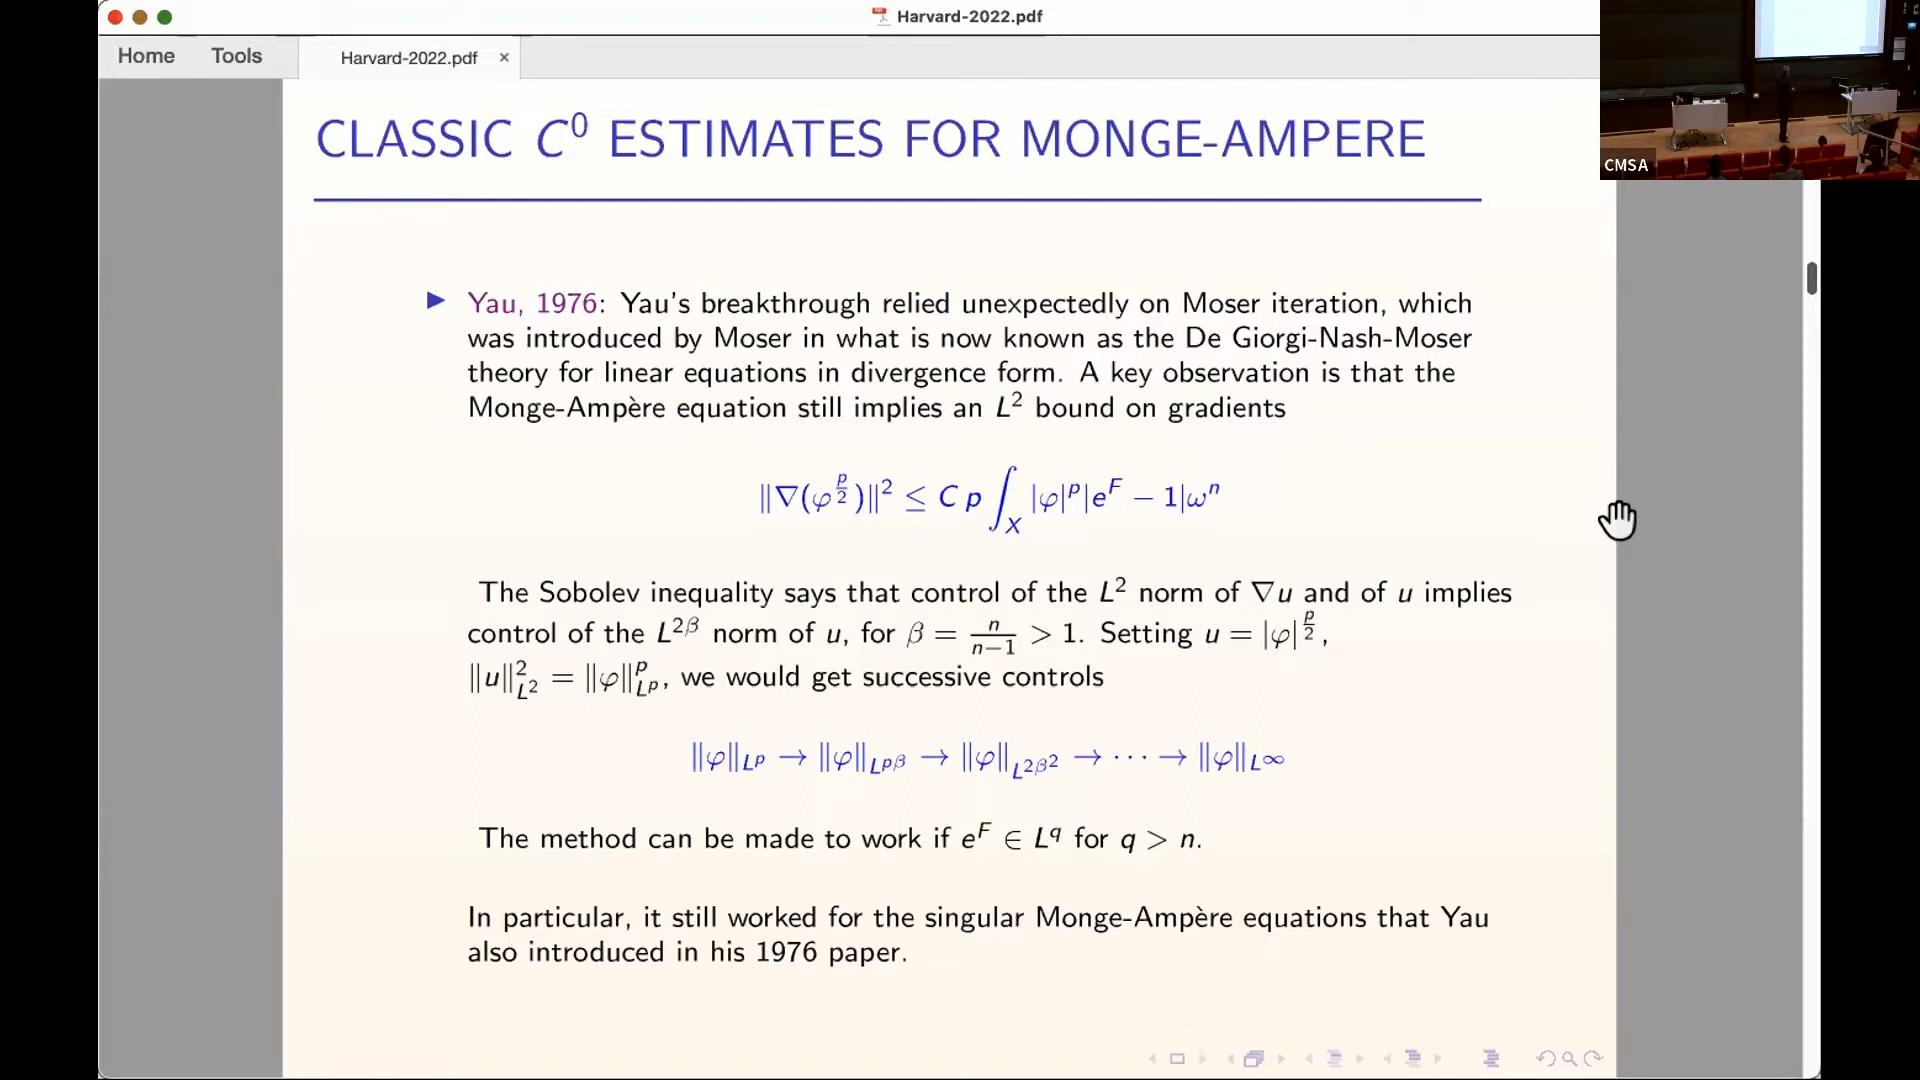 Harvard-2022.pdf
Home Tools Harvard-2022.pdf ×
CMSA
CLASSIC C⁰ ESTIMATES FOR MONGE-AMPERE
▶ Yau, 1976: Yau's breakthrough relied unexpectedly on Moser iteration, which
was introduced by Moser in what is now known as the De Giorgi-Nash-Moser
theory for linear equations in divergence form. A key observation is that the
Monge-Ampère equation still implies an L² bound on gradients
‖∇(φ^{p/2})‖² ≤ C p ∫_X |φ|^p |e^F − 1| ω^n
The Sobolev inequality says that control of the L² norm of ∇u and of u implies
control of the L^{2β} norm of u, for β = n/(n−1) > 1. Setting u = |φ|^{p/2},
‖u‖²_{L²} = ‖φ‖^p_{L^p}, we would get successive controls
‖φ‖_{L^p} → ‖φ‖_{L^{pβ}} → ‖φ‖_{L^{2β²}} → ··· → ‖φ‖_{L^∞}
The method can be made to work if e^F ∈ L^q for q > n.
In particular, it still worked for the singular Monge-Ampère equations that Yau
also introduced in his 1976 paper.